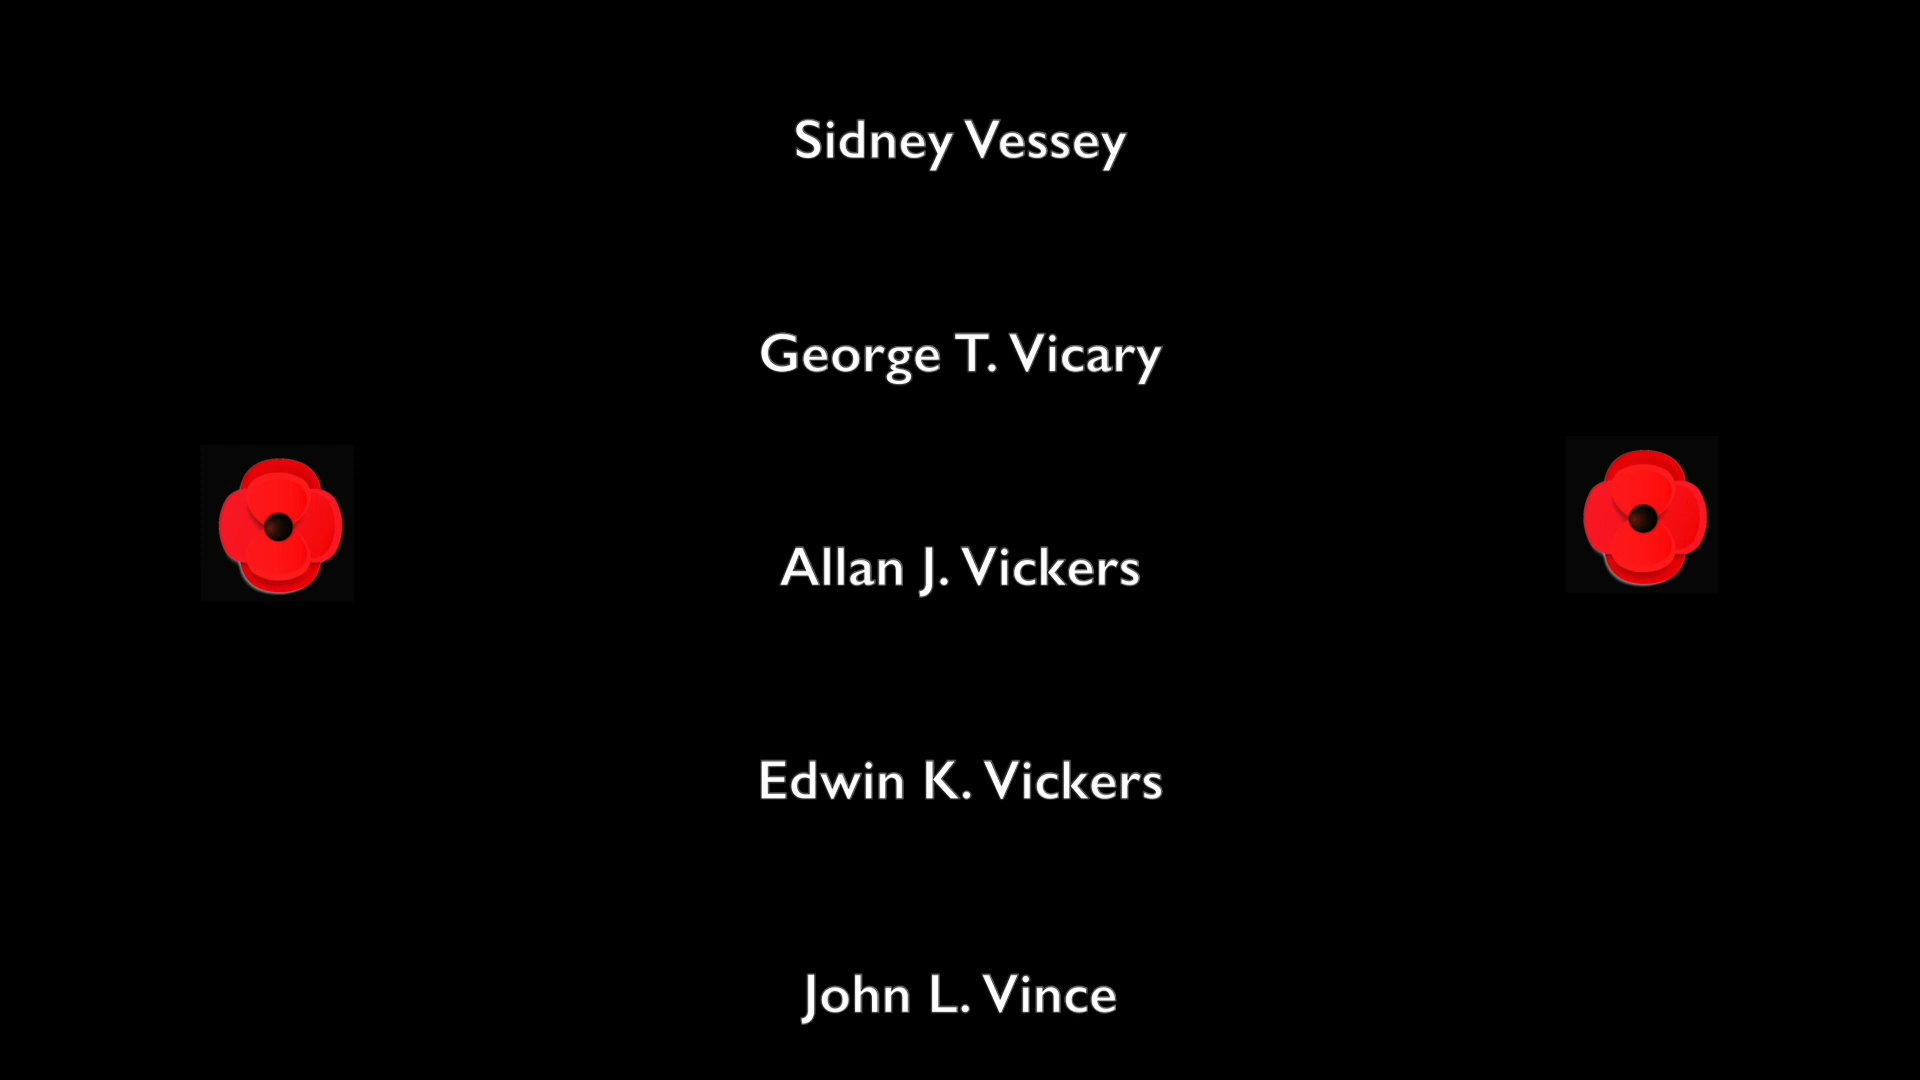 Sidney Vessey
George T. Vicary
Allan J. Vickers
Edwin K. Vickers
John L. Vince